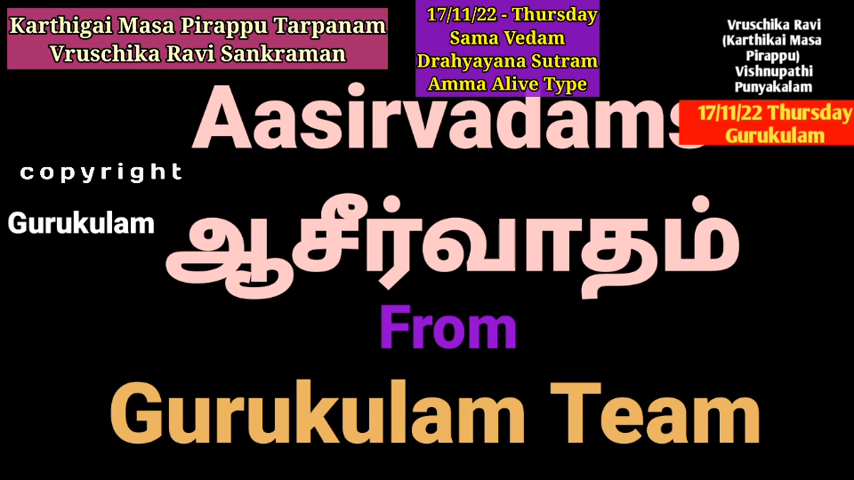 Karthigai Masa Pirappu Tarpanam
Vruschika Ravi Sankraman
17/11/22 - Thursday
Sama Vedam
Drahyayana Sutram
Amma Alive Type
Vruschika Ravi
(Karthikai Masa
Pirappu)
Vishnupathi
Punyakalam
17/11/22 Thursday
Gurukulam
Aasirvadams
copyright
Gurukulam
ஆசீர்வாதம்
From
Gurukulam Team